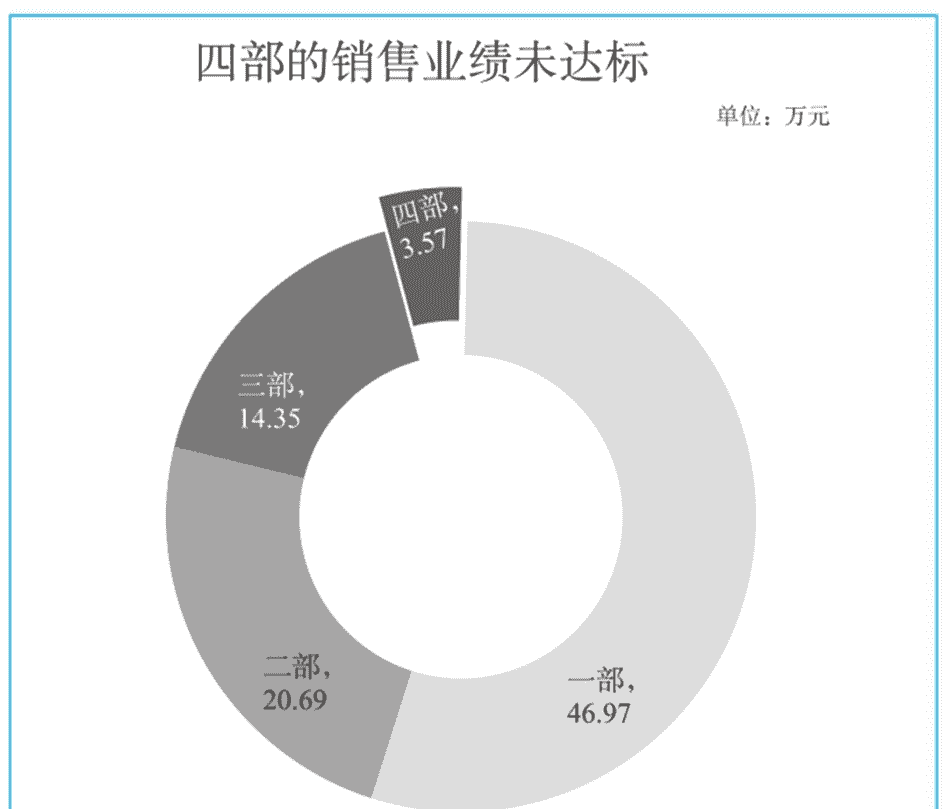 四部的销售业绩未达标
单位：万元
四部，
3.57
三部，
14.35
二部，
20.69
一部，
46.97